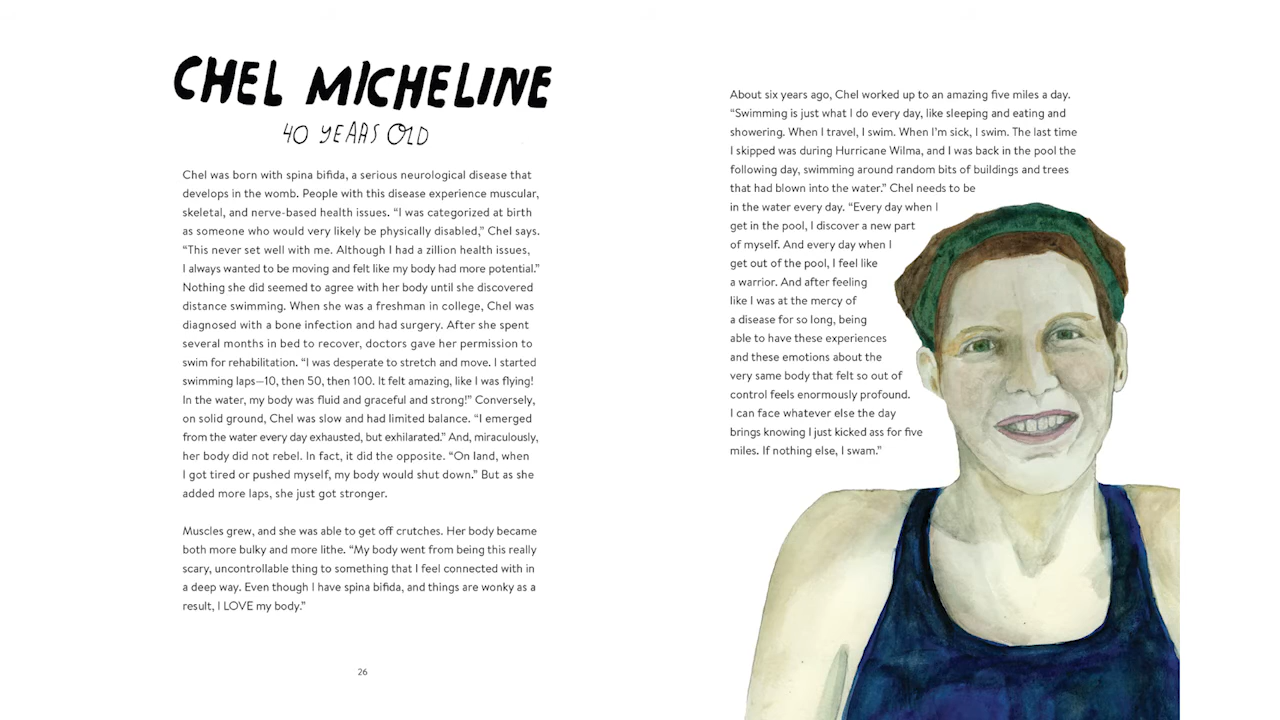 CHEL MICHELINE
40 YEARS OLD
Chel was born with spina bifida, a serious neurological disease that
develops in the womb. People with this disease experience muscular,
skeletal, and nerve-based health issues. “I was categorized at birth
as someone who would very likely be physically disabled,” Chel says.
“This never set well with me. Although I had a zillion health issues,
I always wanted to be moving and felt like my body had more potential.”
Nothing she did seemed to agree with her body until she discovered
distance swimming. When she was a freshman in college, Chel was
diagnosed with a bone infection and had surgery. After she spent
several months in bed to recover, doctors gave her permission to
swim for rehabilitation. “I was desperate to stretch and move. I started
swimming laps—10, then 50, then 100. It felt amazing, like I was flying!
In the water, my body was fluid and graceful and strong!” Conversely,
on solid ground, Chel was slow and had limited balance. “I emerged
from the water every day exhausted, but exhilarated.” And, miraculously,
her body did not rebel. In fact, it did the opposite. “On land, when
I got tired or pushed myself, my body would shut down.” But as she
added more laps, she just got stronger.
Muscles grew, and she was able to get off crutches. Her body became
both more bulky and more lithe. “My body went from being this really
scary, uncontrollable thing to something that I feel connected with in
a deep way. Even though I have spina bifida, and things are wonky as a
result, I LOVE my body.”
26
About six years ago, Chel worked up to an amazing five miles a day.
“Swimming is just what I do every day, like sleeping and eating and
showering. When I travel, I swim. When I’m sick, I swim. The last time
I skipped was during Hurricane Wilma, and I was back in the pool the
following day, swimming around random bits of buildings and trees
that had blown into the water.” Chel needs to be
in the water every day. “Every day when I
get in the pool, I discover a new part
of myself. And every day when I
get out of the pool, I feel like
a warrior. And after feeling
like I was at the mercy of
a disease for so long, being
able to have these experiences
and these emotions about the
very same body that felt so out of
control feels enormously profound.
I can face whatever else the day
brings knowing I just kicked ass for five
miles. If nothing else, I swam.”